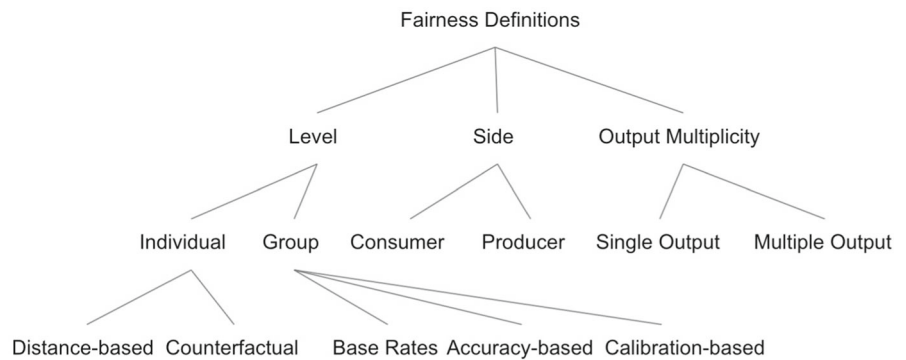 Fairness Definitions
Level Side Output Multiplicity
Individual Group Consumer Producer Single Output Multiple Output
Distance-based Counterfactual Base Rates Accuracy-based Calibration-based